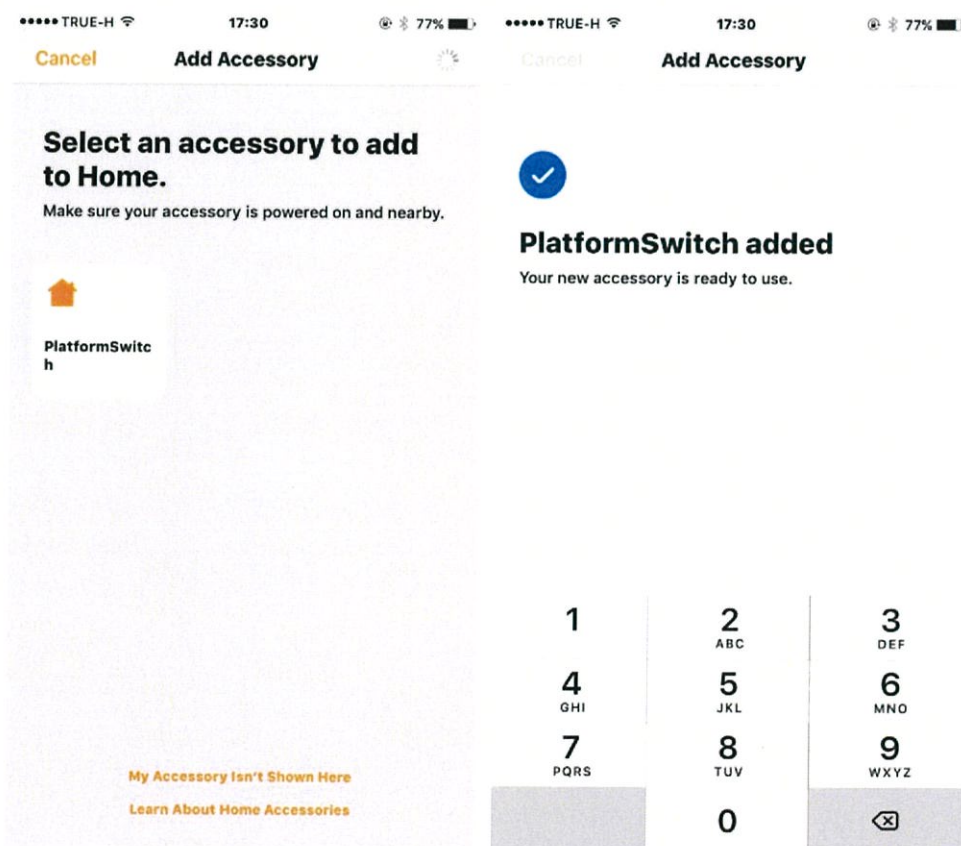 TRUE-H
17:30
77%
Cancel
Add Accessory
Select an accessory to add
to Home.
Make sure your accessory is powered on and nearby.
PlatformSwitc
h
My Accessory Isn't Shown Here
Learn About Home Accessories
TRUE-H
17:30
77%
Cancel
Add Accessory
PlatformSwitch added
Your new accessory is ready to use.
1
2
ABC
3
DEF
4
GHI
5
JKL
6
MNO
7
PQRS
8
TUV
9
WXYZ
0